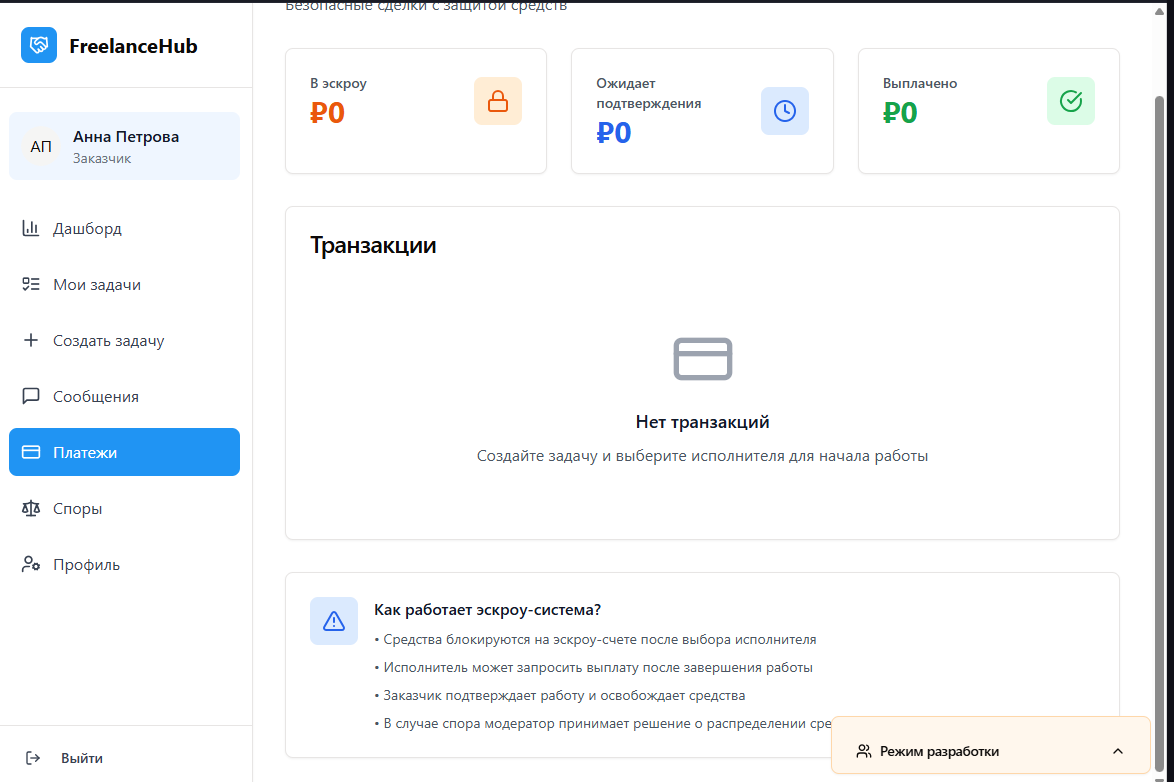 Безопасные сделки с защитой средств
FreelanceHub
АП
Анна Петрова
Заказчик
Дашборд
Мои задачи
Создать задачу
Сообщения
Платежи
Споры
Профиль
Выйти
В эскроу
₽0
Ожидает
подтверждения
₽0
Выплачено
₽0
Транзакции
Нет транзакций
Создайте задачу и выберите исполнителя для начала работы
Как работает эскроу-система?
• Средства блокируются на эскроу-счете после выбора исполнителя
• Исполнитель может запросить выплату после завершения работы
• Заказчик подтверждает работу и освобождает средства
• В случае спора модератор принимает решение о распределении сре
Режим разработки